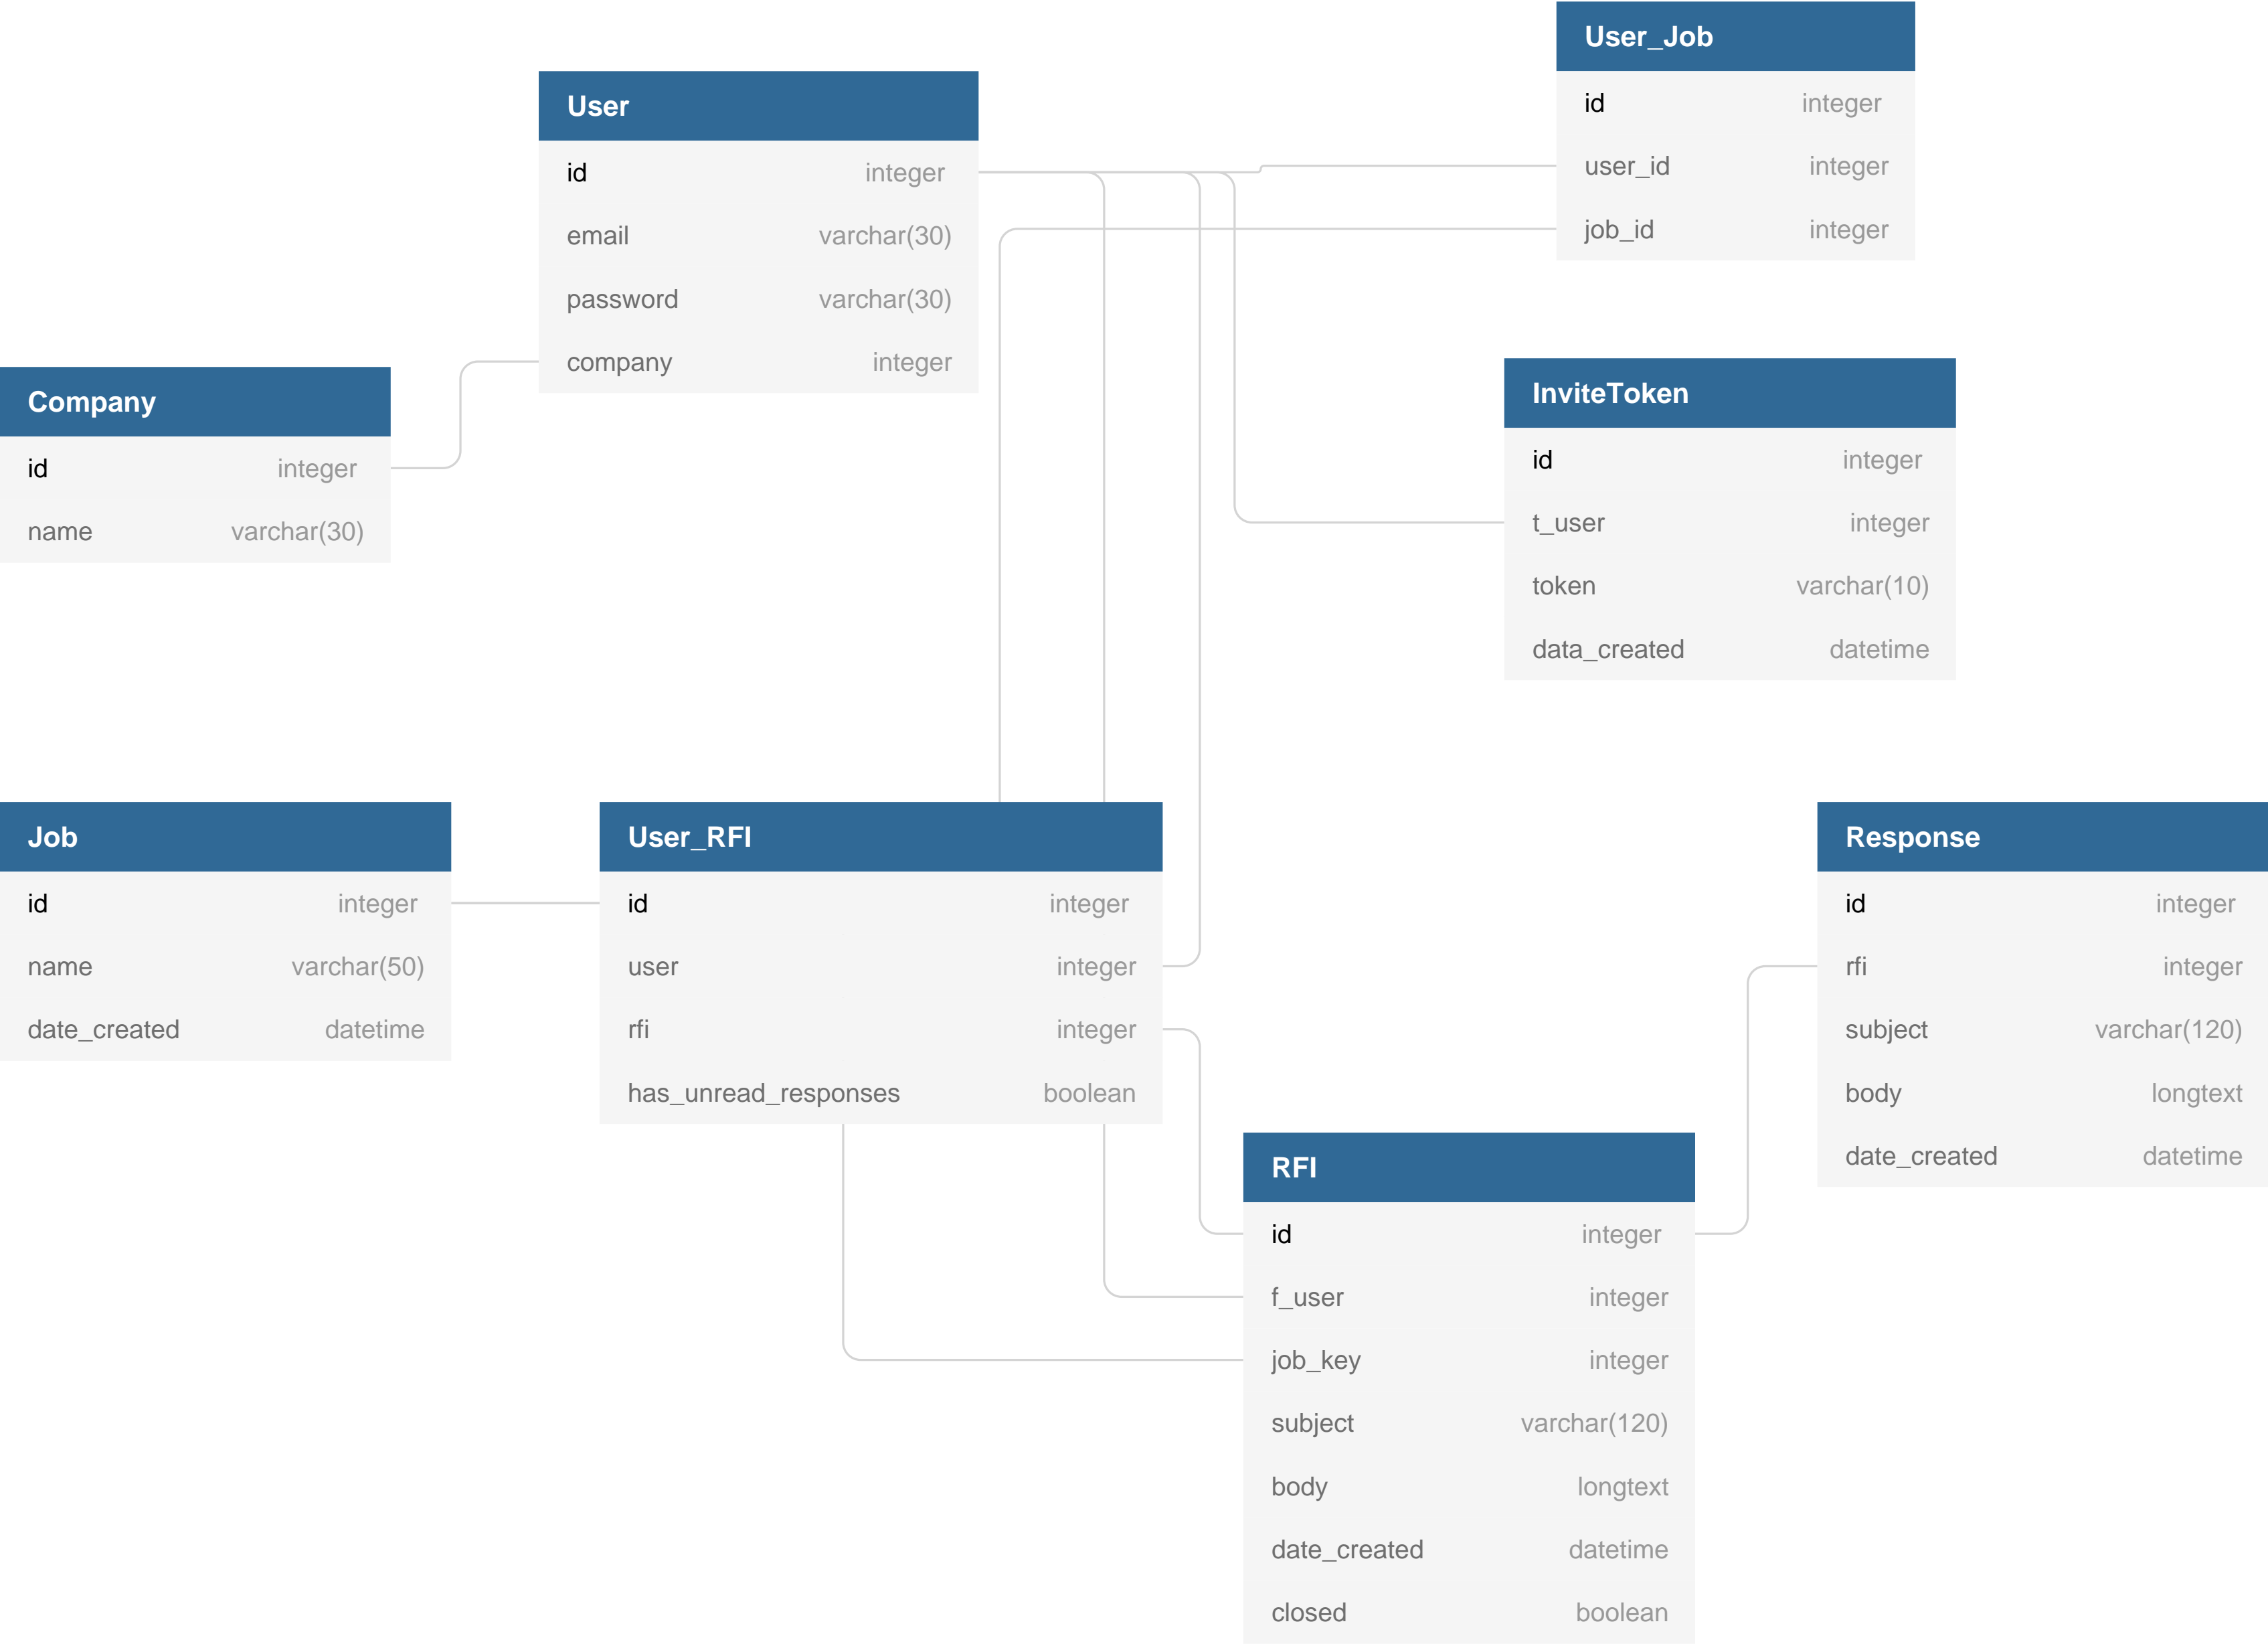 User_Job
id integer
user_id integer
job_id integer
User
id integer
email varchar(30)
password varchar(30)
company integer
Company
id integer
name varchar(30)
InviteToken
id integer
t_user integer
token varchar(10)
data_created datetime
Job
id integer
name varchar(50)
date_created datetime
User_RFI
id integer
user integer
rfi integer
has_unread_responses boolean
Response
id integer
rfi integer
subject varchar(120)
body longtext
date_created datetime
RFI
id integer
f_user integer
job_key integer
subject varchar(120)
body longtext
date_created datetime
closed boolean